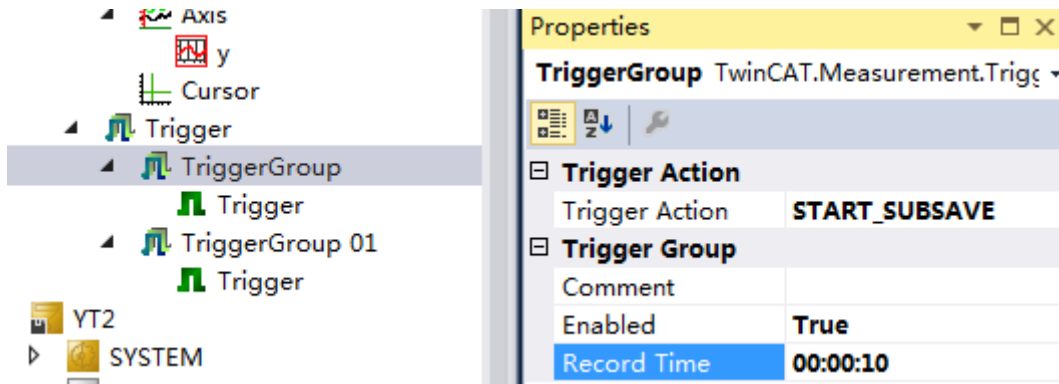 Axis
y
Cursor
Trigger
TriggerGroup
Trigger
TriggerGroup 01
Trigger
YT2
SYSTEM
Properties
TriggerGroup TwinCAT.Measurement.Trigg
Trigger Action
Trigger Action START_SUBSAVE
Trigger Group
Comment
Enabled True
Record Time 00:00:10